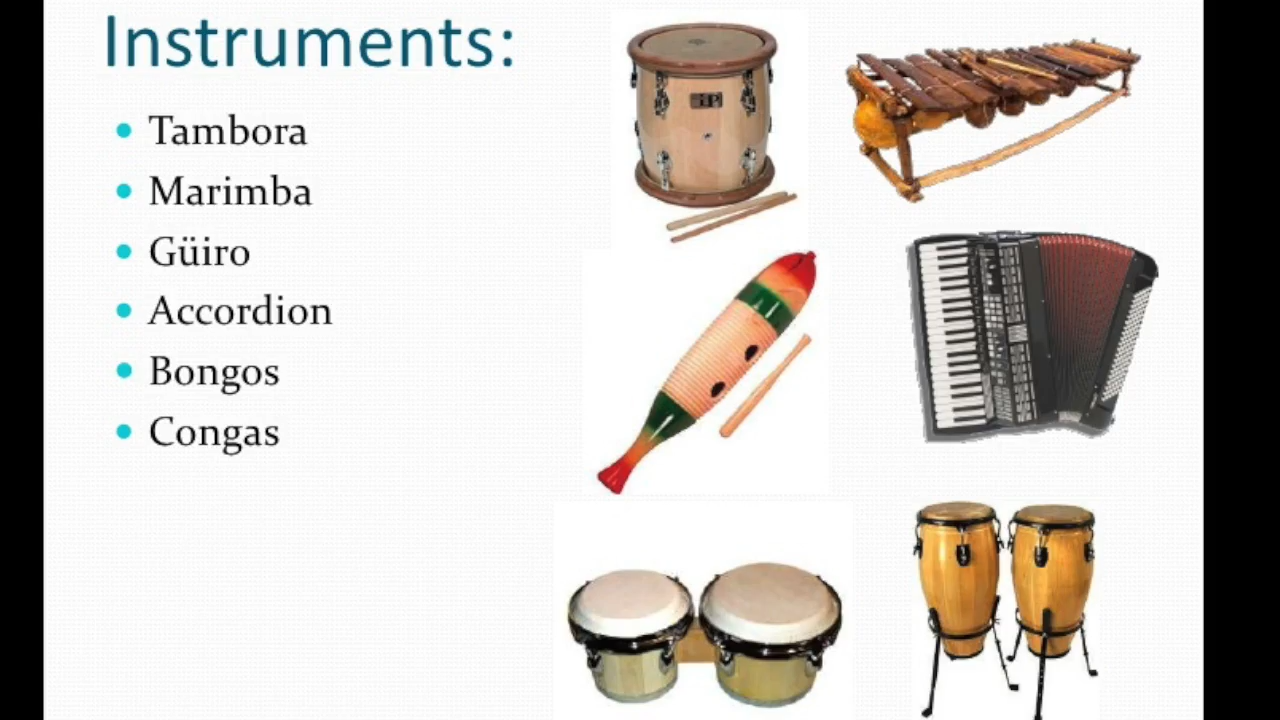 Instruments:
Tambora
Marimba
Güiro
Accordion
Bongos
Congas